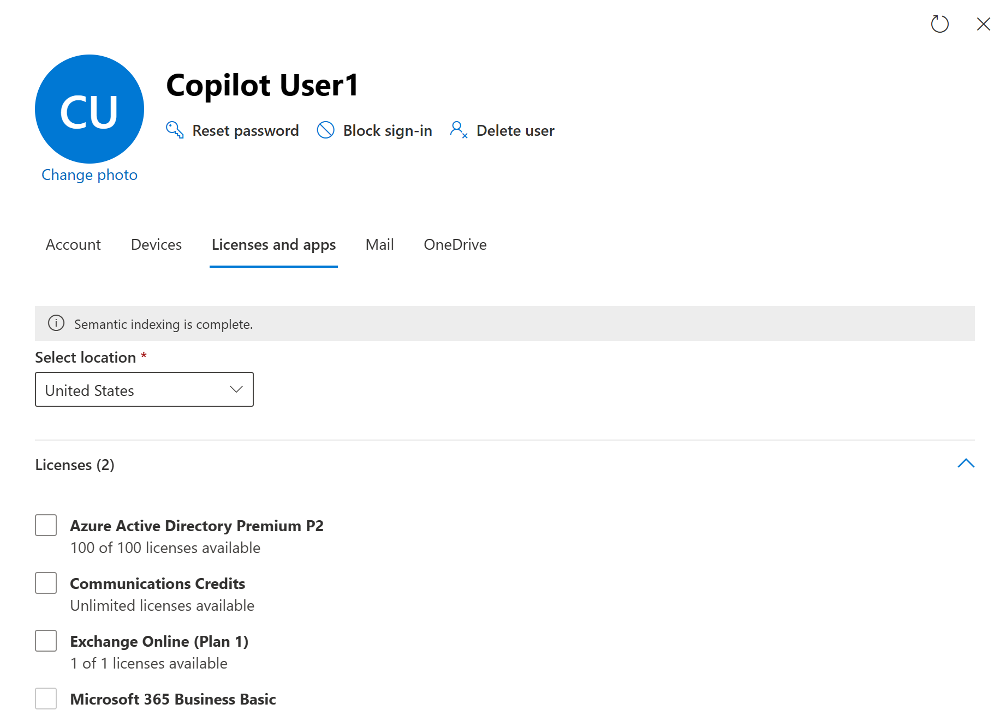 CU
Copilot User1
Reset password Block sign-in Delete user
Change photo
Account Devices Licenses and apps Mail OneDrive
Semantic indexing is complete.
Select location *
United States
Licenses (2)
Azure Active Directory Premium P2
100 of 100 licenses available
Communications Credits
Unlimited licenses available
Exchange Online (Plan 1)
1 of 1 licenses available
Microsoft 365 Business Basic